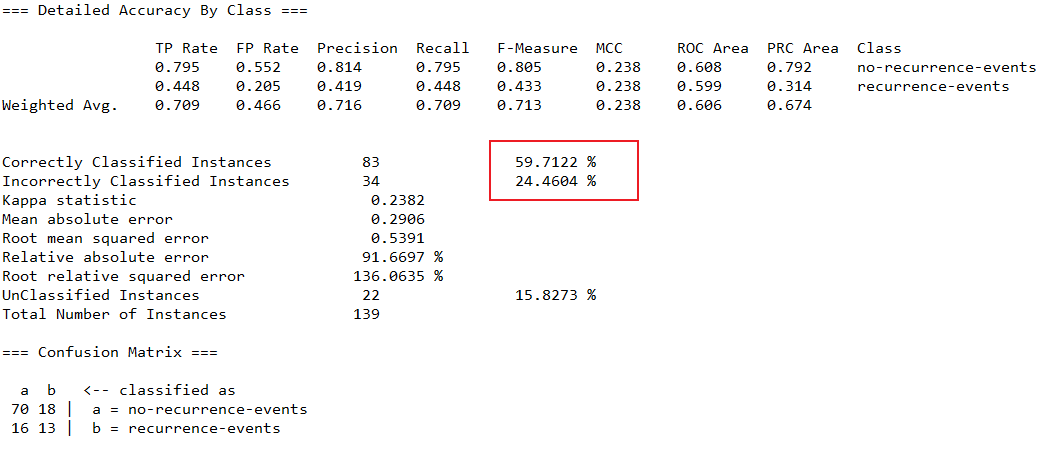 === Detailed Accuracy By Class ===
TP Rate FP Rate Precision Recall F-Measure MCC ROC Area PRC Area Class
0.795 0.552 0.814 0.795 0.805 0.238 0.608 0.792 no-recurrence-events
0.448 0.205 0.419 0.448 0.433 0.238 0.599 0.314 recurrence-events
Weighted Avg. 0.709 0.466 0.716 0.709 0.713 0.238 0.606 0.674
Correctly Classified Instances 83 59.7122 %
Incorrectly Classified Instances 34 24.4604 %
Kappa statistic 0.2382
Mean absolute error 0.2906
Root mean squared error 0.5391
Relative absolute error 91.6697 %
Root relative squared error 136.0635 %
UnClassified Instances 22 15.8273 %
Total Number of Instances 139
=== Confusion Matrix ===
a b <-- classified as
70 18 | a = no-recurrence-events
16 13 | b = recurrence-events